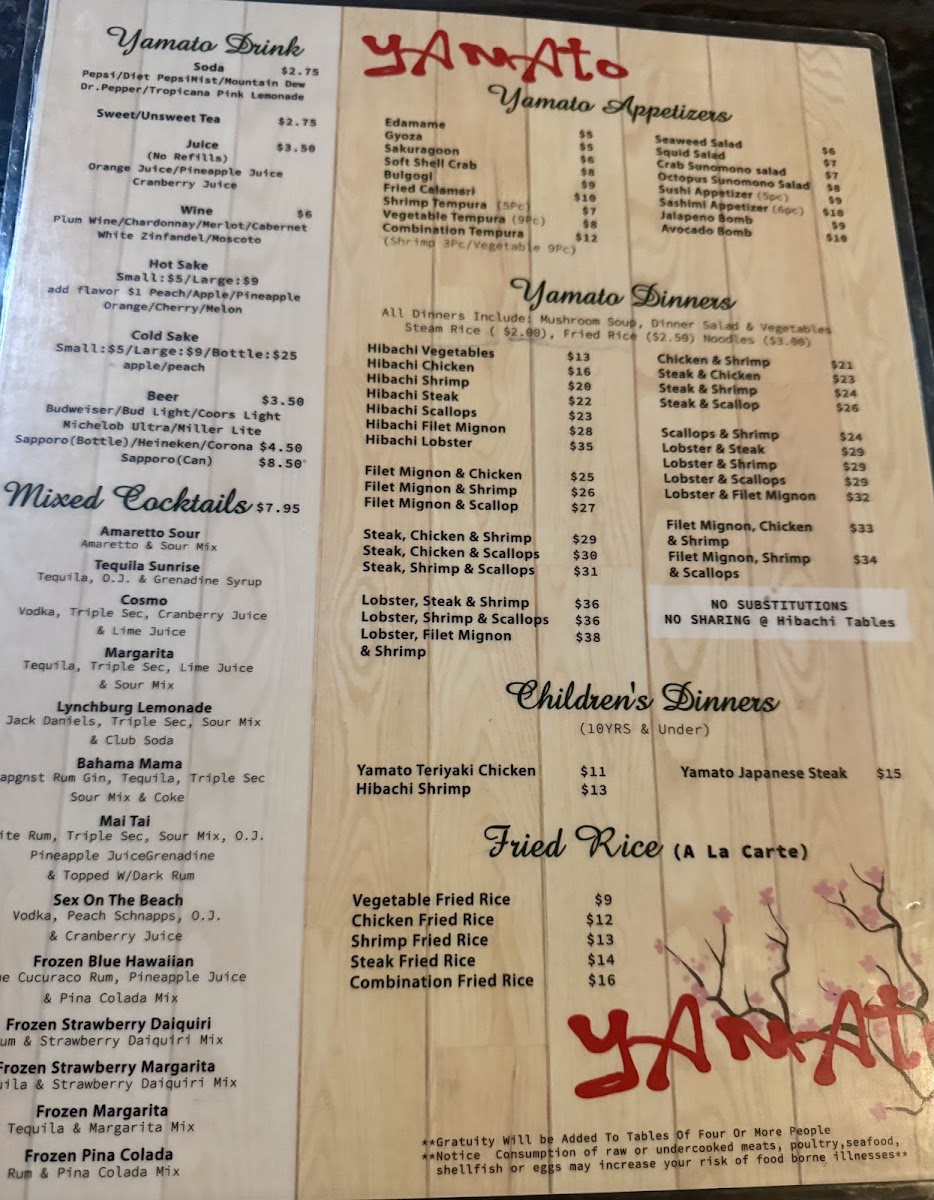 Yamato Drink
Soda $2.75
Pepsi/Diet PepsiMist/Mountain Dew
Dr.Pepper/Tropicana Pink Lemonade
Sweet/Unsweet Tea $2.75
Juice $3.50
(No Refills)
Orange Juice/Pineapple Juice
Cranberry Juice
Wine $6
Plum Wine/Chardonnay/Merlot/Cabernet
White Zinfandel/Moscoto
Hot Sake
Small:$5/Large:$9
add flavor $1 Peach/Apple/Pineapple
Orange/Cherry/Melon
Cold Sake
Small:$5/Large:$9/Bottle:$25
apple/peach
Beer $3.50
Budweiser/Bud Light/Coors Light
Michelob Ultra/Miller Lite
Sapporo(Bottle)/Heineken/Corona $4.50
Sapporo(Can) $8.50
Mixed Cocktails $7.95
Amaretto Sour
Amaretto & Sour Mix
Tequila Sunrise
Tequila, O.J. & Grenadine Syrup
Cosmo
Vodka, Triple Sec, Cranberry Juice
& Lime Juice
Margarita
Tequila, Triple Sec, Lime Juice
& Sour Mix
Lynchburg Lemonade
Jack Daniels, Triple Sec, Sour Mix
& Club Soda
Bahama Mama
apgnst Rum Gin, Tequila, Triple Sec
Sour Mix & Coke
Mai Tai
ite Rum, Triple Sec, Sour Mix, O.J.
Pineapple JuiceGrenadine
& Topped W/Dark Rum
Sex On The Beach
Vodka, Peach Schnapps, O.J.
& Cranberry Juice
Frozen Blue Hawaiian
e Cucuraco Rum, Pineapple Juice
& Pina Colada Mix
Frozen Strawberry Daiquiri
um & Strawberry Daiquiri Mix
Frozen Strawberry Margarita
uila & Strawberry Daiquiri Mix
Frozen Margarita
Tequila & Margarita Mix
Frozen Pina Colada
Rum & Pina Colada Mix
YAMATO
Yamato Appetizers
Edamame $5
Gyoza $5
Sakuragoon $6
Soft Shell Crab $8
Bulgogi $9
Fried Calamari $10
Shrimp Tempura (5Pc) $7
Vegetable Tempura (9Pc) $8
Combination Tempura $12
(Shrimp 3Pc/Vegetable 9Pc)
Seaweed Salad $6
Squid Salad $7
Crab Sunomono salad $7
Octopus Sunomono Salad $8
Sushi Appetizer (5pc) $9
Sashimi Appetizer (6pc) $10
Jalapeno Bomb $9
Avocado Bomb $10
Yamato Dinners
All Dinners Include: Mushroom Soup, Dinner Salad & Vegetables
Steam Rice ( $2.00), Fried Rice ($2.50) Noodles ($3.00)
Hibachi Vegetables $13
Hibachi Chicken $16
Hibachi Shrimp $20
Hibachi Steak $22
Hibachi Scallops $23
Hibachi Filet Mignon $28
Hibachi Lobster $35
Filet Mignon & Chicken $25
Filet Mignon & Shrimp $26
Filet Mignon & Scallop $27
Steak, Chicken & Shrimp $29
Steak, Chicken & Scallops $30
Steak, Shrimp & Scallops $31
Lobster, Steak & Shrimp $36
Lobster, Shrimp & Scallops $36
Lobster, Filet Mignon $38
& Shrimp
Chicken & Shrimp $21
Steak & Chicken $23
Steak & Shrimp $24
Steak & Scallop $26
Scallops & Shrimp $24
Lobster & Steak $29
Lobster & Shrimp $29
Lobster & Scallops $29
Lobster & Filet Mignon $32
Filet Mignon, Chicken $33
& Shrimp
Filet Mignon, Shrimp $34
& Scallops
NO SUBSTITUTIONS
NO SHARING @ Hibachi Tables
Children's Dinners
(10YRS & Under)
Yamato Teriyaki Chicken $11
Hibachi Shrimp $13
Yamato Japanese Steak $15
Fried Rice (A La Carte)
Vegetable Fried Rice $9
Chicken Fried Rice $12
Shrimp Fried Rice $13
Steak Fried Rice $14
Combination Fried Rice $16
YAMAT
**Gratuity Will be Added To Tables Of Four Or More People
**Notice Consumption of raw or undercooked meats, poultry,seafood,
shellfish or eggs may increase your risk of food borne illnesses**